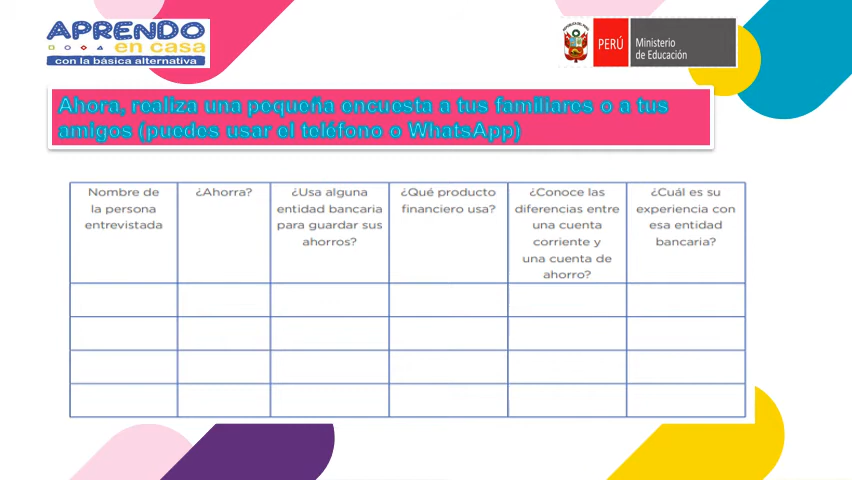 APRENDO
en casa
con la básica alternativa
PERÚ
Ministerio
de Educación
Ahora, realiza una pequeña encuesta a tus familiares o a tus
amigos (puedes usar el teléfono o WhatsApp)
Nombre de
la persona
entrevistada
¿Ahorra?
¿Usa alguna
entidad bancaria
para guardar sus
ahorros?
¿Qué producto
financiero usa?
¿Conoce las
diferencias entre
una cuenta
corriente y
una cuenta de
ahorro?
¿Cuál es su
experiencia con
esa entidad
bancaria?